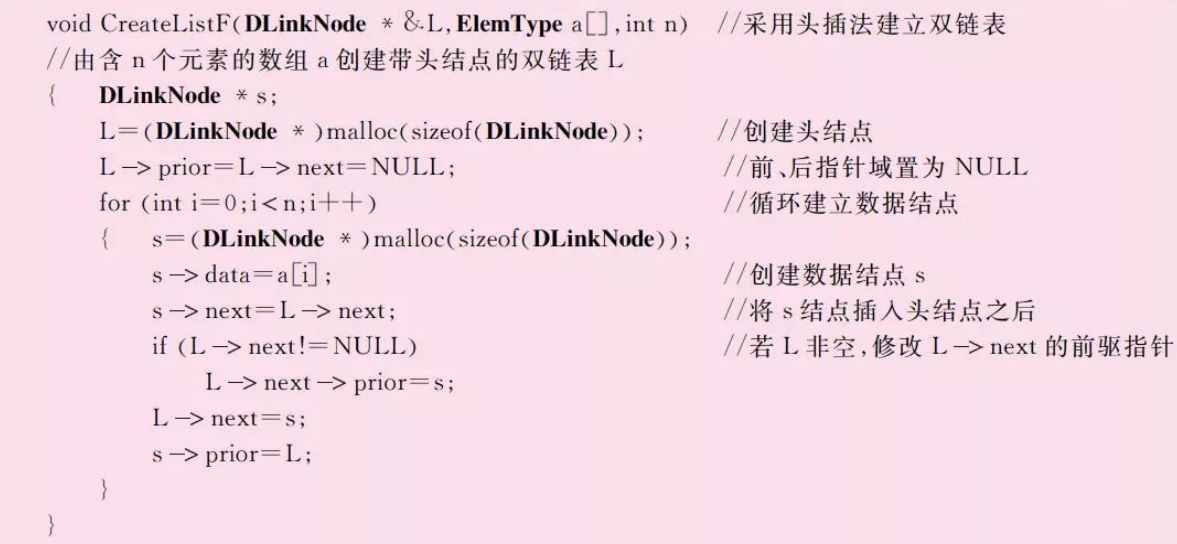 void CreateListF(DLinkNode * &L,ElemType a[],int n) //采用头插法建立双链表
//由含 n 个元素的数组 a 创建带头结点的双链表 L
{ DLinkNode * s;
L=(DLinkNode * )malloc(sizeof(DLinkNode)); //创建头结点
L->prior=L->next=NULL; //前、后指针域置为 NULL
for (int i=0;i<n;i++) //循环建立数据结点
{ s=(DLinkNode * )malloc(sizeof(DLinkNode));
s->data=a[i]; //创建数据结点 s
s->next=L->next; //将 s 结点插入头结点之后
if (L->next!=NULL) //若 L 非空,修改 L->next 的前驱指针
L->next->prior=s;
L->next=s;
s->prior=L;
}
}